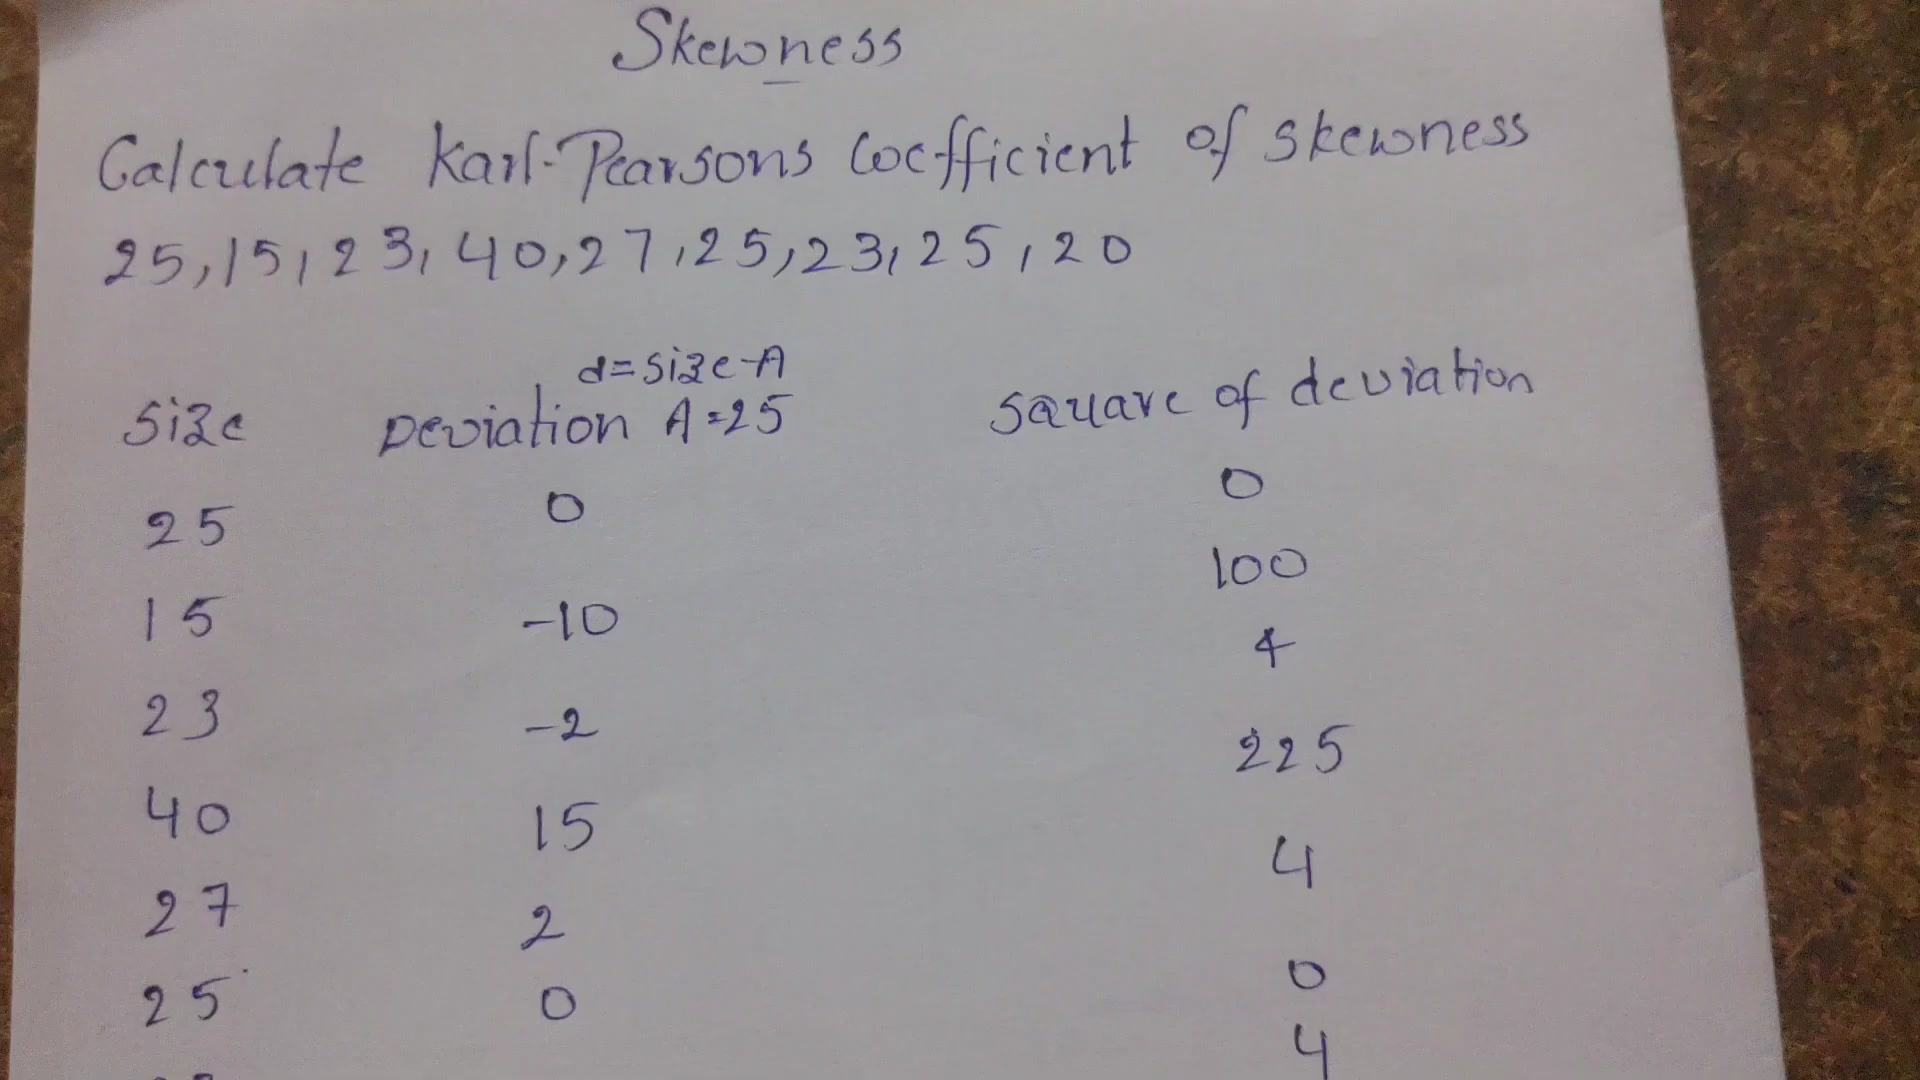 Skewness
Calculate Karl-Pearsons Coefficient of skewness
25, 15, 23, 40, 27, 25, 23, 25, 20
d=size-A
Size Deviation A=25 square of deviation
25 0 0
15 -10 100
23 -2 4
40 15 225
27 2 4
25 0 0
4